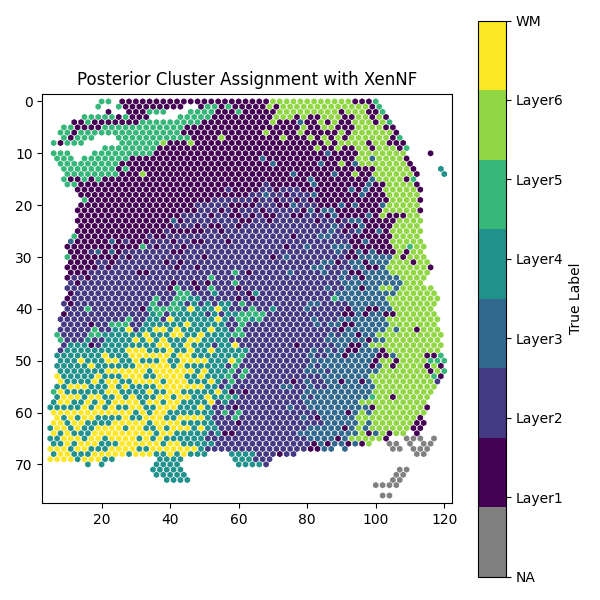 Posterior Cluster Assignment with XenNF
0
10
20
30
40
50
60
70
20
40
60
80
100
120
WM
Layer6
Layer5
Layer4
Layer3
Layer2
Layer1
NA
True Label